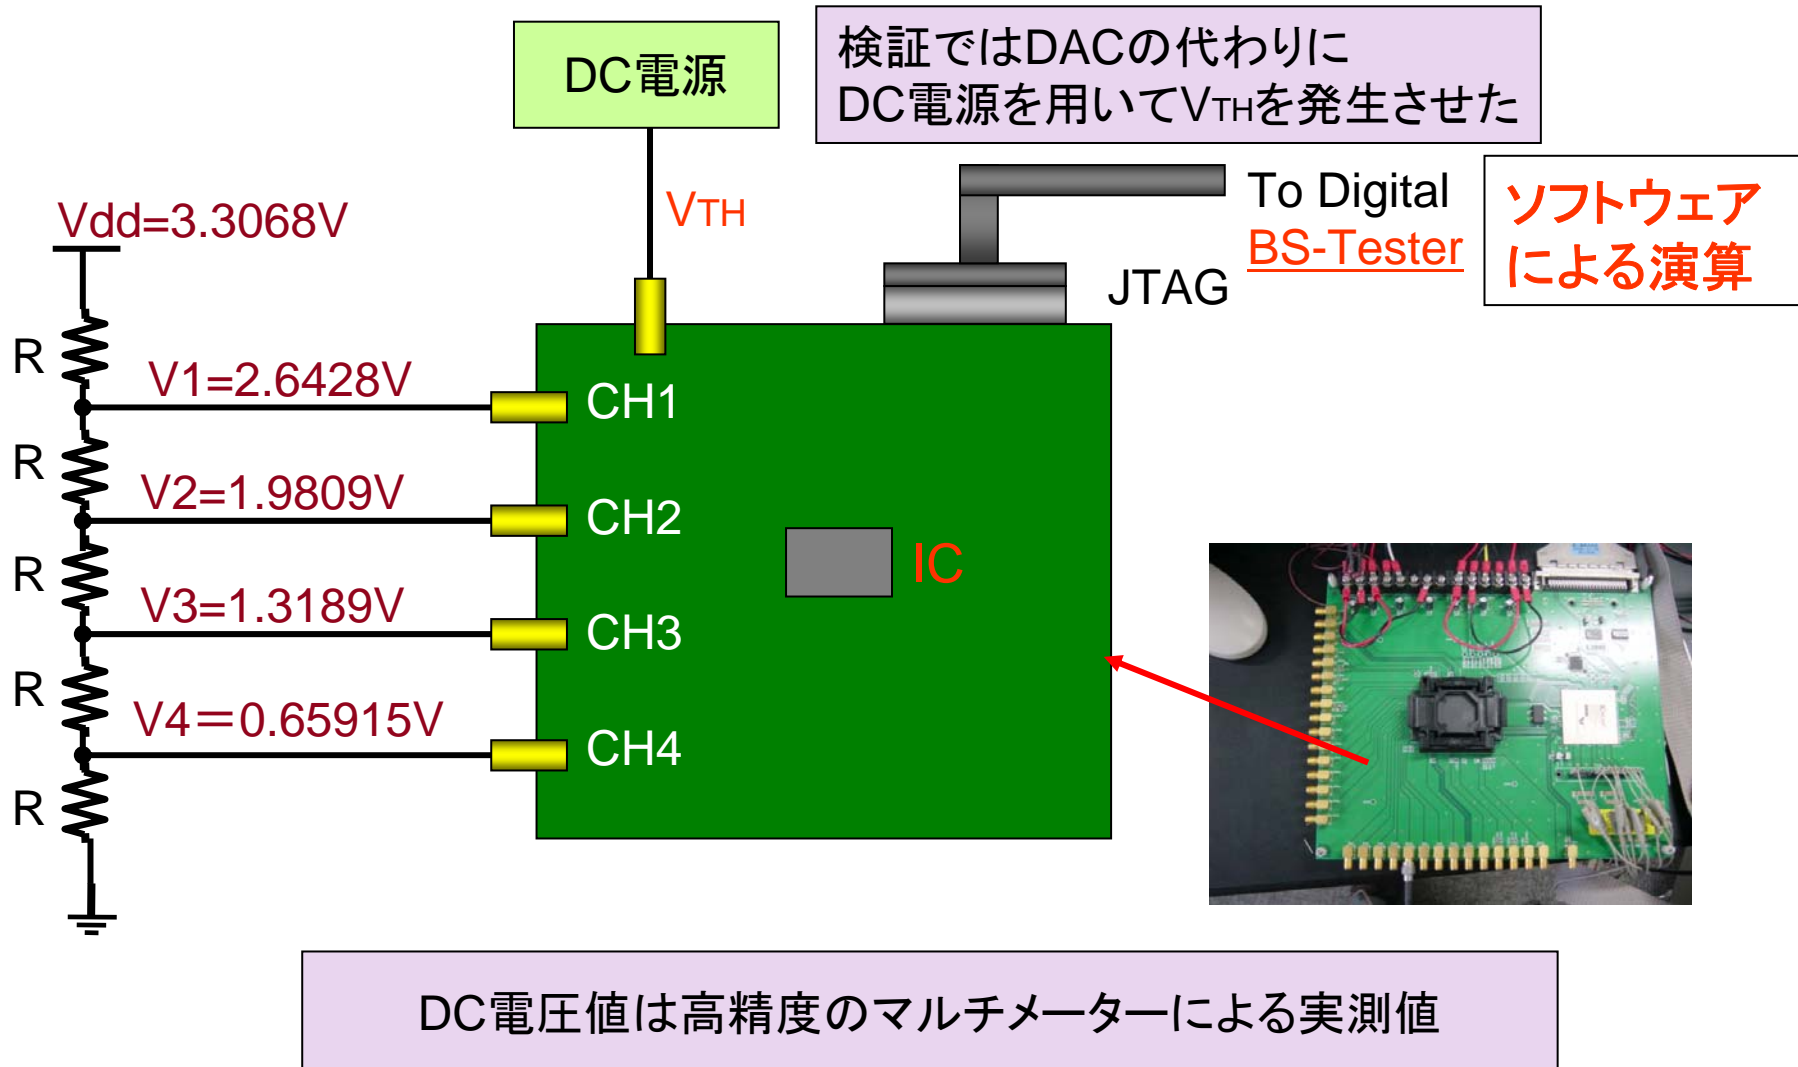 DC電源
検証ではDACの代わりに
DC電源を用いてVTHを発生させた
VTH
To Digital
BS-Tester
ソフトウェア
による演算
JTAG
Vdd=3.3068V
R
V1=2.6428V
CH1
R
V2=1.9809V
CH2
IC
R
V3=1.3189V
CH3
R
V4＝0.65915V
CH4
R
DC電圧値は高精度のマルチメーターによる実測値